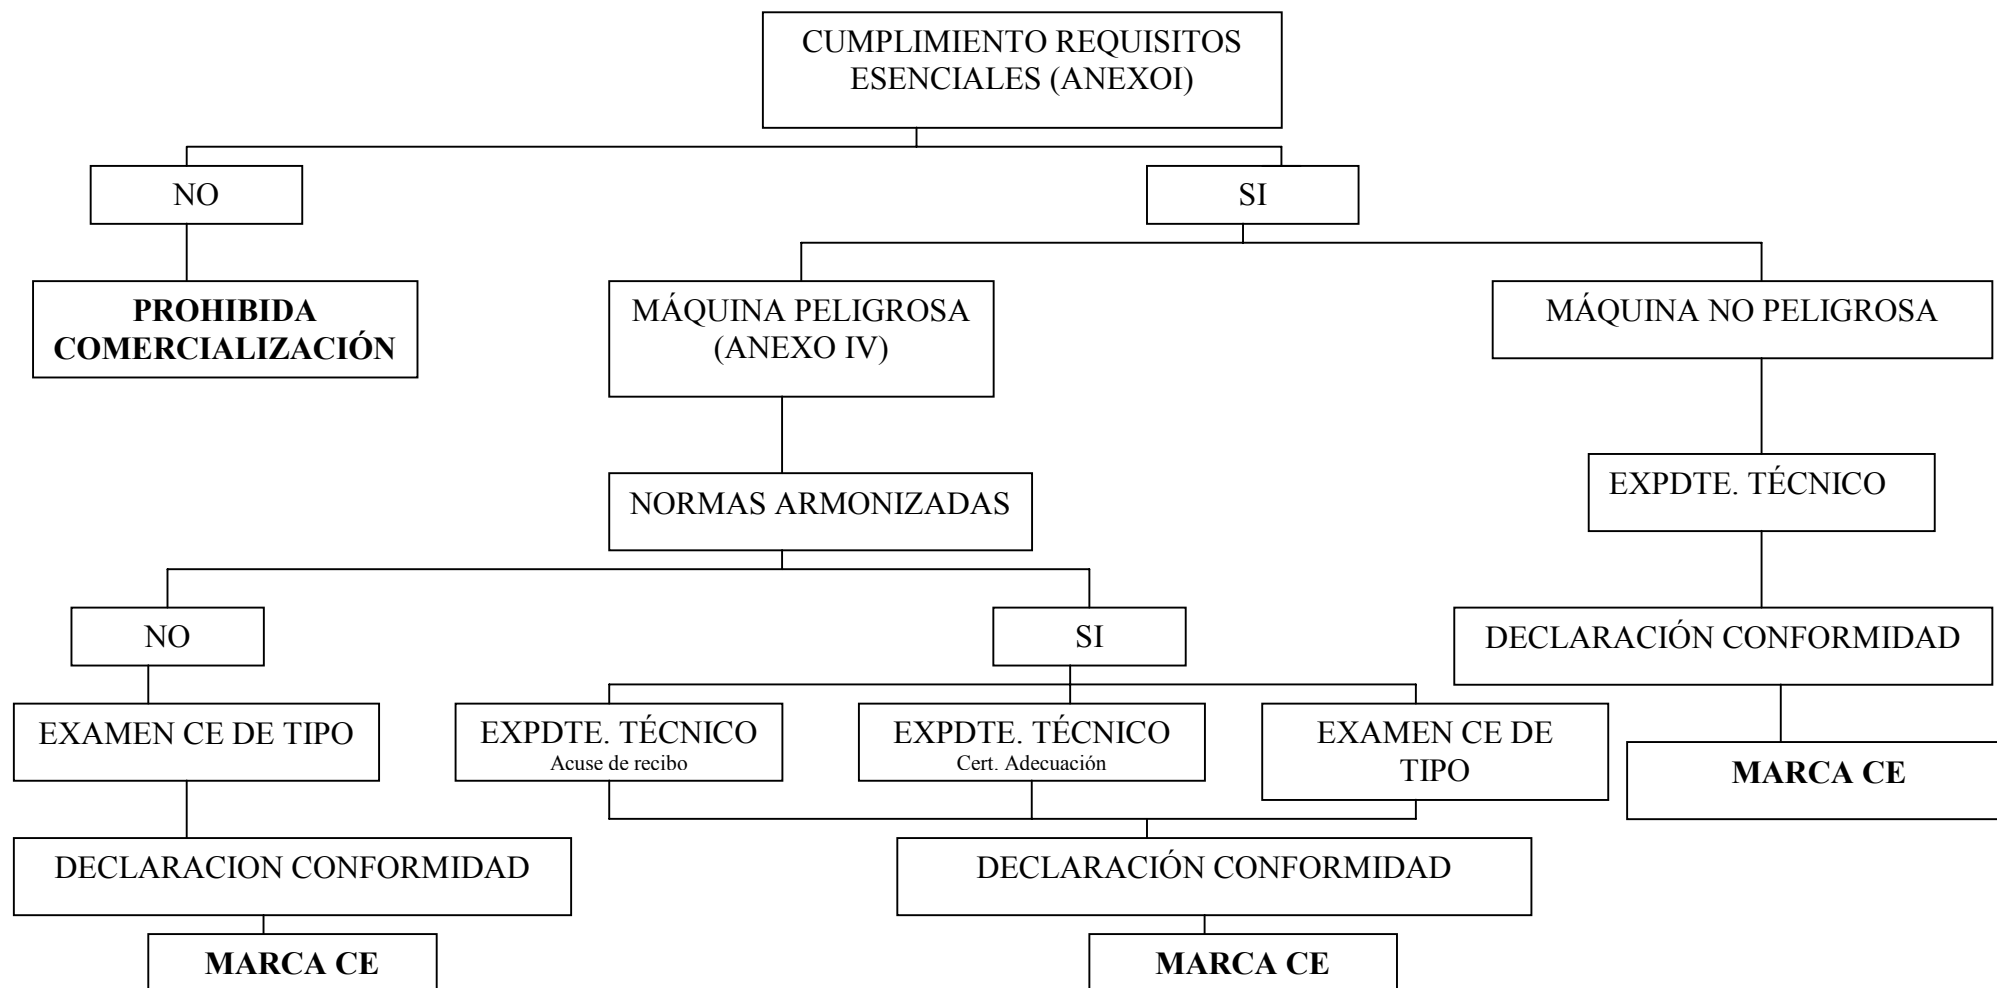 CUMPLIMIENTO REQUISITOS
ESENCIALES (ANEXOI)
NO
SI
PROHIBIDA
COMERCIALIZACIÓN
MÁQUINA PELIGROSA
(ANEXO IV)
MÁQUINA NO PELIGROSA
NORMAS ARMONIZADAS
EXPDTE. TÉCNICO
NO
SI
DECLARACIÓN CONFORMIDAD
EXAMEN CE DE TIPO
EXPDTE. TÉCNICO
Acuse de recibo
EXPDTE. TÉCNICO
Cert. Adecuación
EXAMEN CE DE
TIPO
MARCA CE
DECLARACION CONFORMIDAD
DECLARACIÓN CONFORMIDAD
MARCA CE
MARCA CE